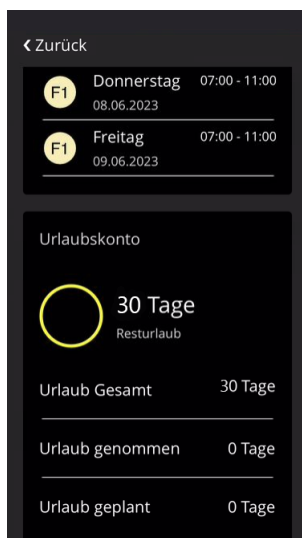 ‹ Zurück
F1 Donnerstag 07:00 - 11:00
08.06.2023
F1 Freitag 07:00 - 11:00
09.06.2023
Urlaubskonto
30 Tage
Resturlaub
Urlaub Gesamt 30 Tage
Urlaub genommen 0 Tage
Urlaub geplant 0 Tage